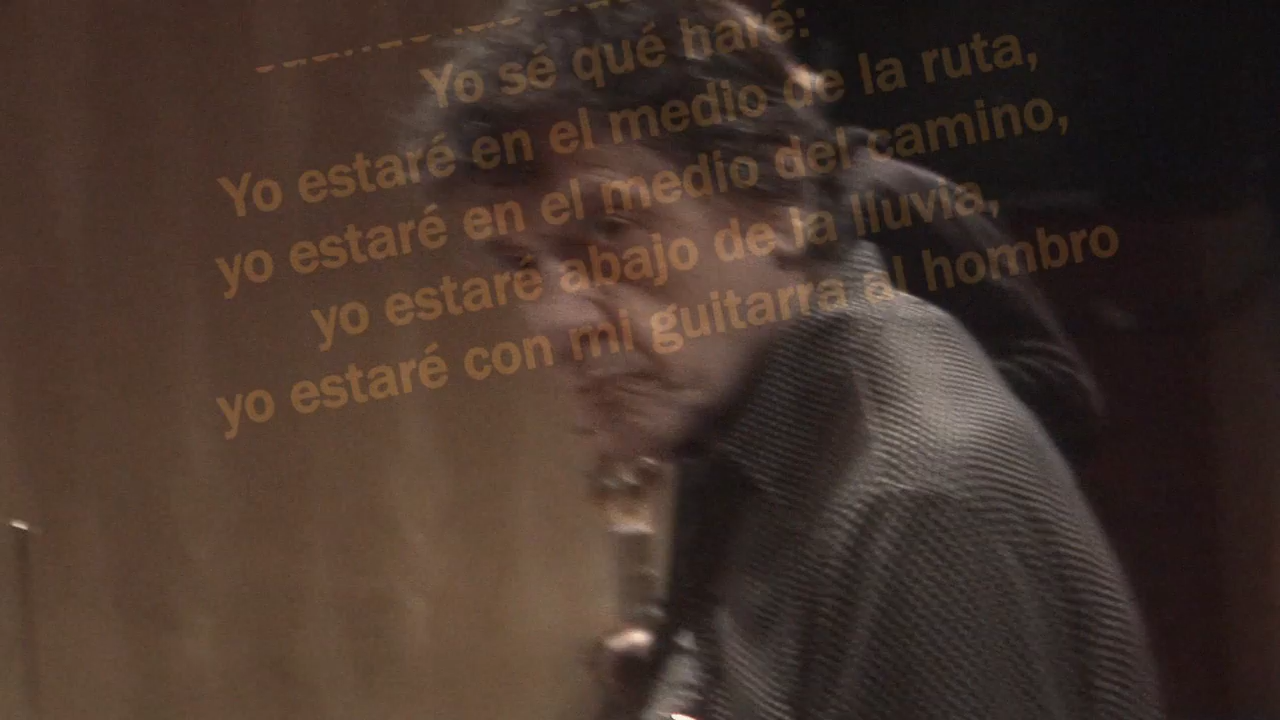 Yo sé qué haré:
Yo estaré en el medio de la ruta,
yo estaré en el medio del camino,
yo estaré abajo de la lluvia,
yo estaré con mi guitarra al hombro